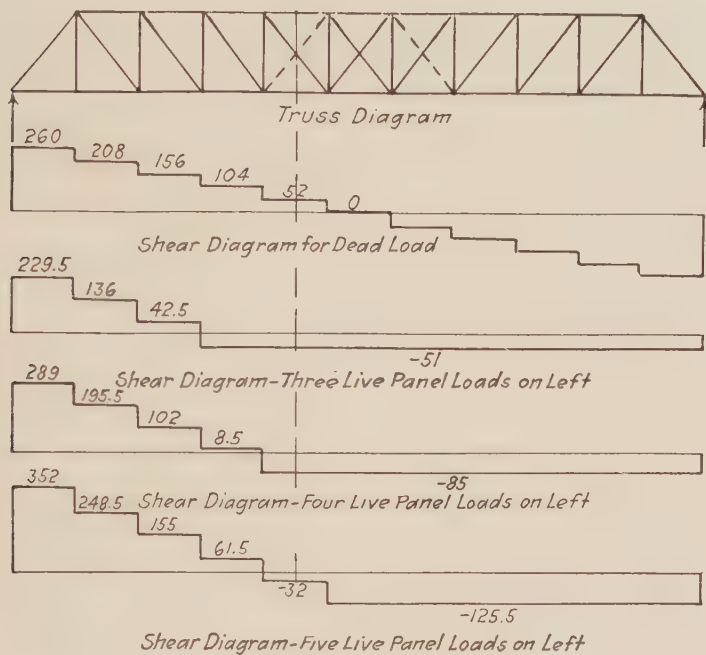 Truss Diagram
260 208 156 104 52 0
Shear Diagram for Dead Load
229.5 136 42.5
-51
Shear Diagram-Three Live Panel Loads on Left
289 195.5 102 8.5
-85
Shear Diagram-Four Live Panel Loads on Left
352 248.5 155 61.5
-32
-125.5
Shear Diagram-Five Live Panel Loads on Left